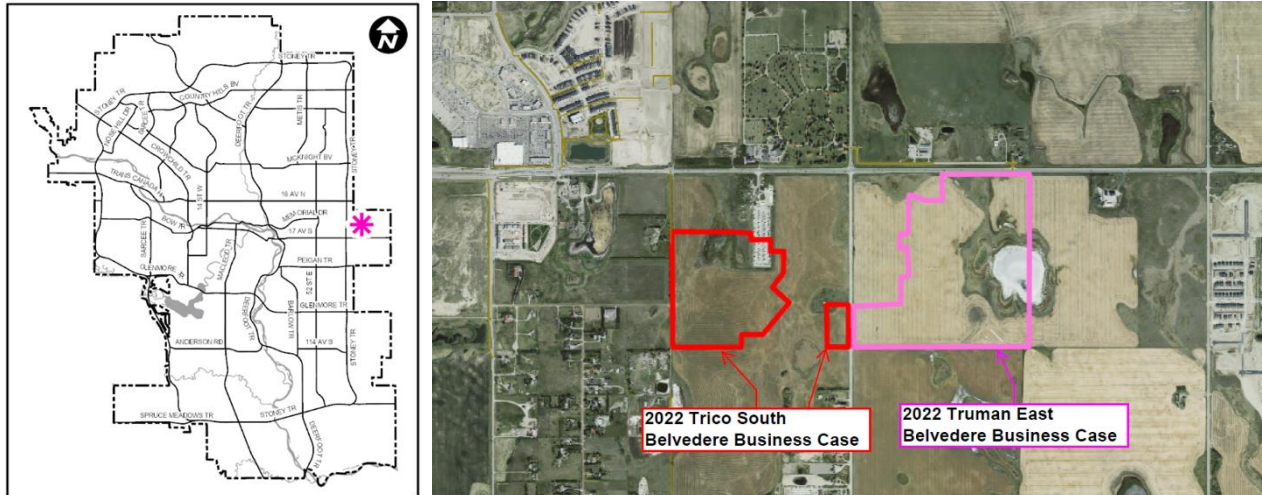 N
STONEY TR
COUNTRY HILLS BV
STONEY TR
SARCEE TR
NOSE HILL DR
DEERFOOT TR
METIS TR
CROWCHILD TR
MCKNIGHT BV
STONEY TR
TRANS CANADA H
14 ST W
16 AV N
MEMORIAL DR
BOW R
17 AV S
SARCEE TR
MACLEOD TR
PEIGAN TR
GLENMORE
52 ST E
BARLOW TR
GLENMORE TR
DEERFOOT TR
ANDERSON RD
114 AV S
STONEY TR
SPRUCE MEADOWS TR
STONEY TR
DEERFOOT TR
2022 Trico South
Belvedere Business Case
2022 Truman East
Belvedere Business Case